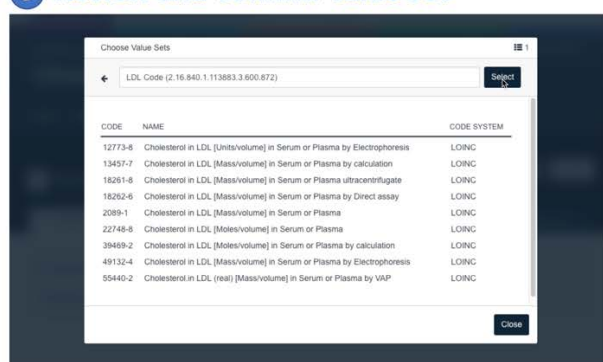 Choose Value Sets 1
LDL Code (2.16.840.1.113883.3.600.872) Select
CODE NAME CODE SYSTEM
12773-8 Cholesterol in LDL [Units/volume] in Serum or Plasma by Electrophoresis LOINC
13457-7 Cholesterol in LDL [Mass/volume] in Serum or Plasma by calculation LOINC
18261-8 Cholesterol in LDL [Mass/volume] in Serum or Plasma ultracentrifugate LOINC
18262-6 Cholesterol in LDL [Mass/volume] in Serum or Plasma by Direct assay LOINC
2089-1 Cholesterol in LDL [Mass/volume] in Serum or Plasma LOINC
22748-8 Cholesterol in LDL [Moles/volume] in Serum or Plasma LOINC
39469-2 Cholesterol in LDL [Moles/volume] in Serum or Plasma by calculation LOINC
49132-4 Cholesterol in LDL [Mass/volume] in Serum or Plasma by Electrophoresis LOINC
55440-2 Cholesterol.in LDL (real) [Mass/volume] in Serum or Plasma by VAP LOINC
Close